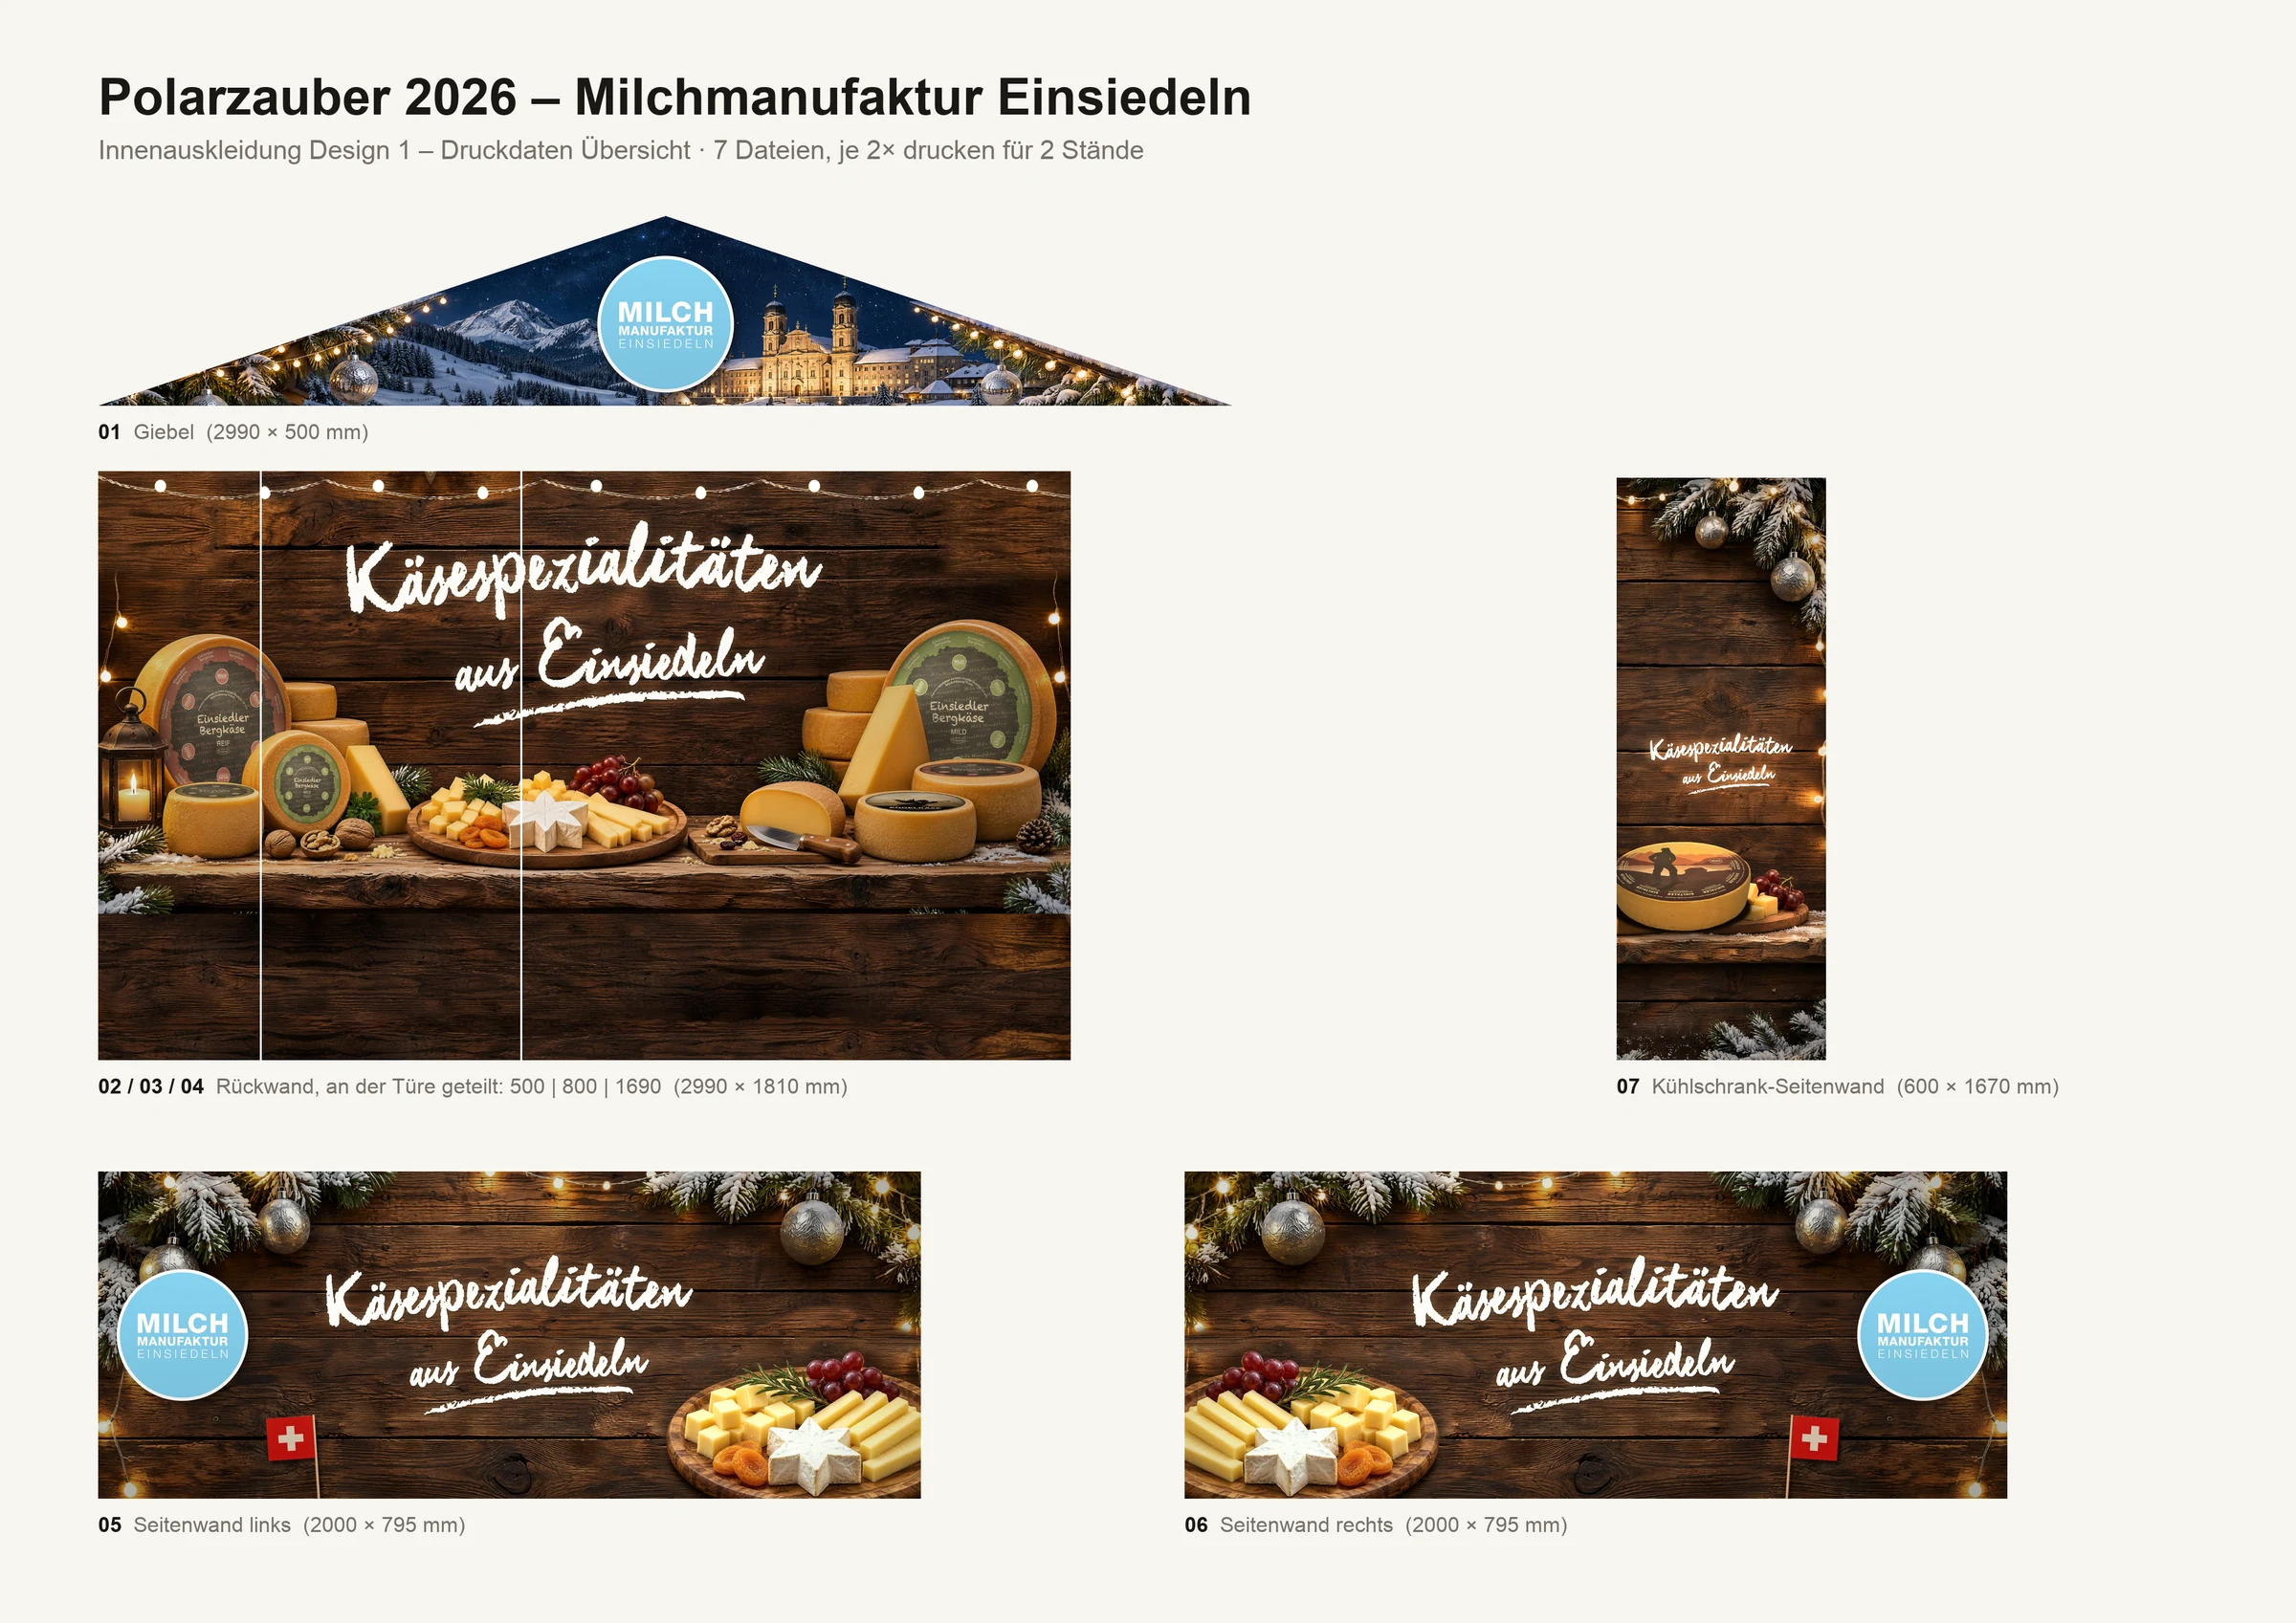 Polarzauber 2026 – Milchmanufaktur Einsiedeln
Innenauskleidung Design 1 – Druckdaten Übersicht · 7 Dateien, je 2× drucken für 2 Stände
MILCH
MANUFAKTUR
EINSIEDELN
01 Giebel (2990 × 500 mm)
Käsespezialitäten
aus Einsiedeln
Einsiedler
Bergkäse
REIF
Einsiedler
Bergkäse
Einsiedler
Bergkäse
MILD
02 / 03 / 04 Rückwand, an der Türe geteilt: 500 | 800 | 1690 (2990 × 1810 mm)
Käsespezialitäten
aus Einsiedeln
07 Kühlschrank-Seitenwand (600 × 1670 mm)
MILCH
MANUFAKTUR
EINSIEDELN
Käsespezialitäten
aus Einsiedeln
05 Seitenwand links (2000 × 795 mm)
Käsespezialitäten
aus Einsiedeln
MILCH
MANUFAKTUR
EINSIEDELN
06 Seitenwand rechts (2000 × 795 mm)